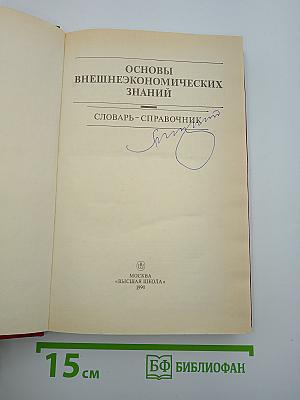 ОСНОВЫ
ВНЕШНЕЭКОНОМИЧЕСКИХ
ЗНАНИЙ
СЛОВАРЬ-СПРАВОЧНИК
МОСКВА
«ВЫСШАЯ ШКОЛА»
1990
15 см
БФ БИБЛИОФАН